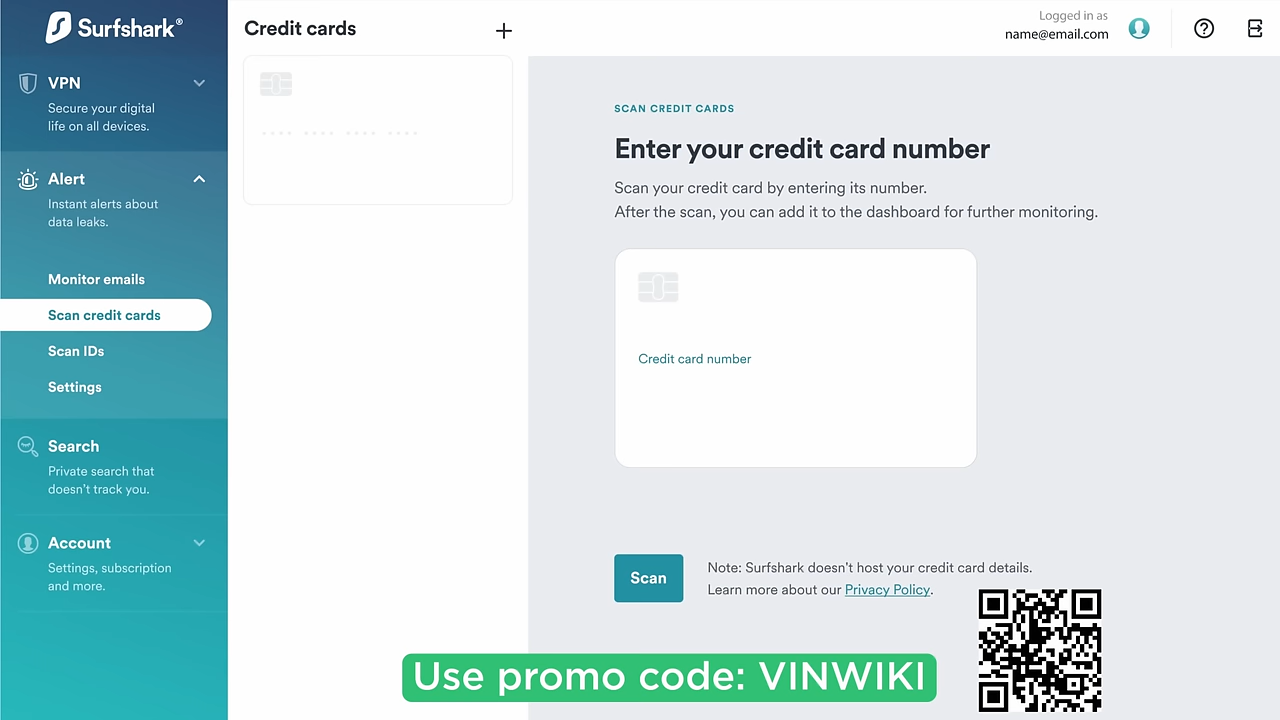 Surfshark®
VPN
Secure your digital
life on all devices.
Alert
Instant alerts about
data leaks.
Monitor emails
Scan credit cards
Scan IDs
Settings
Search
Private search that
doesn't track you.
Account
Settings, subscription
and more.
Credit cards
Logged in as
name@email.com
SCAN CREDIT CARDS
Enter your credit card number
Scan your credit card by entering its number.
After the scan, you can add it to the dashboard for further monitoring.
Credit card number
Scan
Note: Surfshark doesn't host your credit card details.
Learn more about our Privacy Policy.
Use promo code: VINWIKI